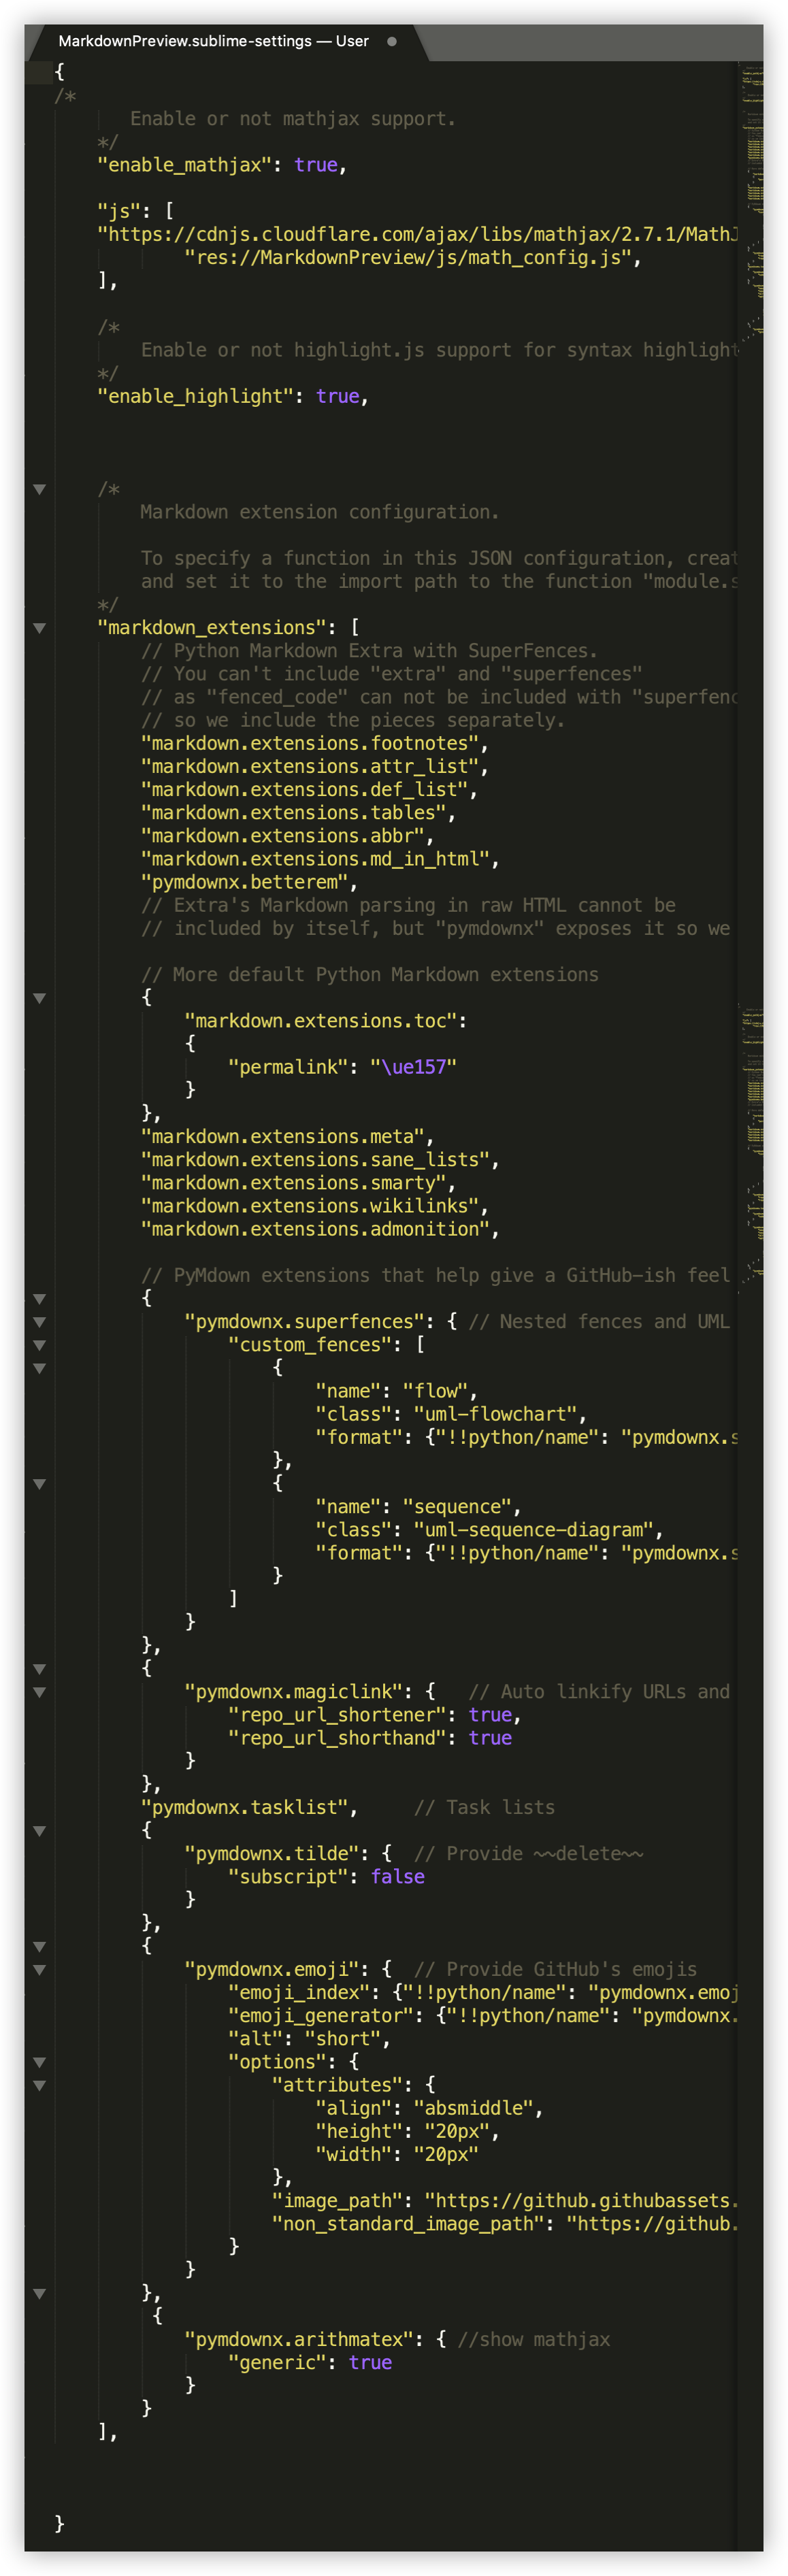 MarkdownPreview.sublime-settings — User
{
/*
Enable or not mathjax support.
*/
"enable_mathjax": true,
"js": [
"https://cdnjs.cloudflare.com/ajax/libs/mathjax/2.7.1/MathJ
"res://MarkdownPreview/js/math_config.js",
],
/*
Enable or not highlight.js support for syntax highlight
*/
"enable_highlight": true,
/*
Markdown extension configuration.
To specify a function in this JSON configuration, creat
and set it to the import path to the function "module.s
*/
"markdown_extensions": [
// Python Markdown Extra with SuperFences.
// You can't include "extra" and "superfences"
// as "fenced_code" can not be included with "superfenc
// so we include the pieces separately.
"markdown.extensions.footnotes",
"markdown.extensions.attr_list",
"markdown.extensions.def_list",
"markdown.extensions.tables",
"markdown.extensions.abbr",
"markdown.extensions.md_in_html",
"pymdownx.betterem",
// Extra's Markdown parsing in raw HTML cannot be
// included by itself, but "pymdownx" exposes it so we
// More default Python Markdown extensions
{
"markdown.extensions.toc":
{
"permalink": "\ue157"
}
},
"markdown.extensions.meta",
"markdown.extensions.sane_lists",
"markdown.extensions.smarty",
"markdown.extensions.wikilinks",
"markdown.extensions.admonition",
// PyMdown extensions that help give a GitHub-ish feel
{
"pymdownx.superfences": { // Nested fences and UML
"custom_fences": [
{
"name": "flow",
"class": "uml-flowchart",
"format": {"!!python/name": "pymdownx.s
},
{
"name": "sequence",
"class": "uml-sequence-diagram",
"format": {"!!python/name": "pymdownx.s
}
]
}
},
{
"pymdownx.magiclink": { // Auto linkify URLs and
"repo_url_shortener": true,
"repo_url_shorthand": true
}
},
"pymdownx.tasklist", // Task lists
{
"pymdownx.tilde": { // Provide ~~delete~~
"subscript": false
}
},
{
"pymdownx.emoji": { // Provide GitHub's emojis
"emoji_index": {"!!python/name": "pymdownx.emoj
"emoji_generator": {"!!python/name": "pymdownx.
"alt": "short",
"options": {
"attributes": {
"align": "absmiddle",
"height": "20px",
"width": "20px"
},
"image_path": "https://github.githubassets.
"non_standard_image_path": "https://github.
}
}
},
{
"pymdownx.arithmatex": { //show mathjax
"generic": true
}
}
],
}